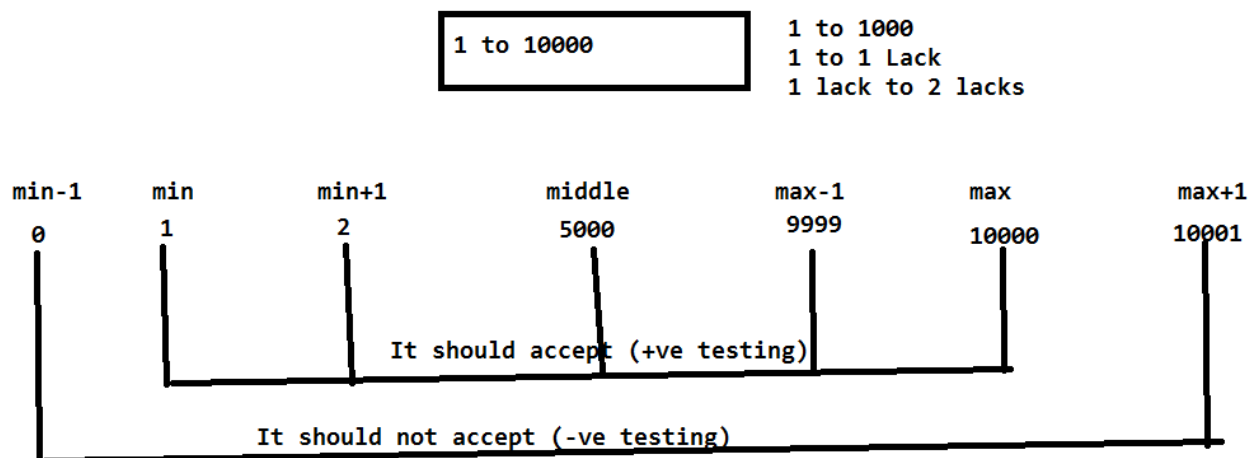 1 to 10000
1 to 1000
1 to 1 Lack
1 lack to 2 lacks
min-1 min min+1 middle max-1 max max+1
0 1 2 5000 9999 10000 10001
It should accept (+ve testing)
It should not accept (-ve testing)